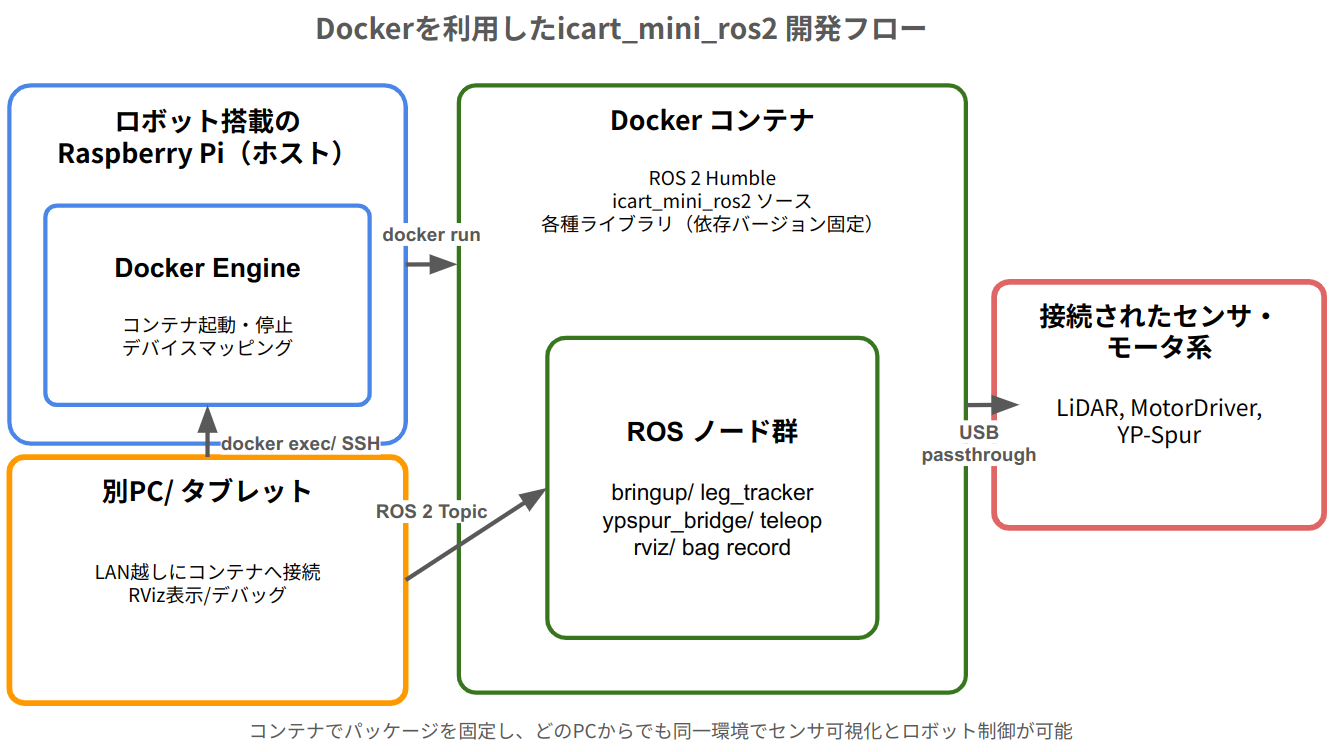 Dockerを利用したicart_mini_ros2 開発フロー
ロボット搭載の
Raspberry Pi（ホスト）
Docker Engine
コンテナ起動・停止
デバイスマッピング
docker run
docker exec/ SSH
別PC/ タブレット
LAN越しにコンテナへ接続
RViz表示/デバッグ
ROS 2 Topic
Docker コンテナ
ROS 2 Humble
icart_mini_ros2 ソース
各種ライブラリ（依存バージョン固定）
ROS ノード群
bringup/ leg_tracker
ypspur_bridge/ teleop
rviz/ bag record
USB
passthrough
接続されたセンサ・
モータ系
LiDAR, MotorDriver,
YP-Spur
コンテナでパッケージを固定し、どのPCからでも同一環境でセンサ可視化とロボット制御が可能